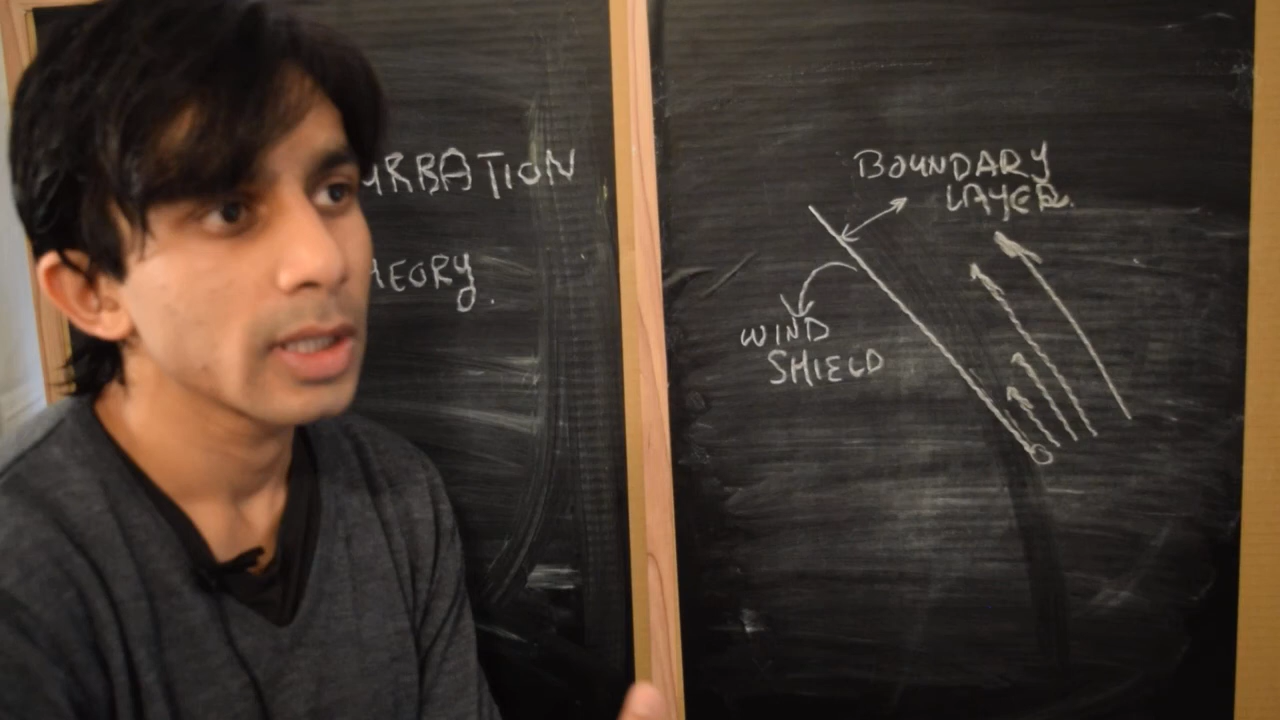 URBATION
HEORY.
BOUNDARY
LAYER.
WIND
SHIELD